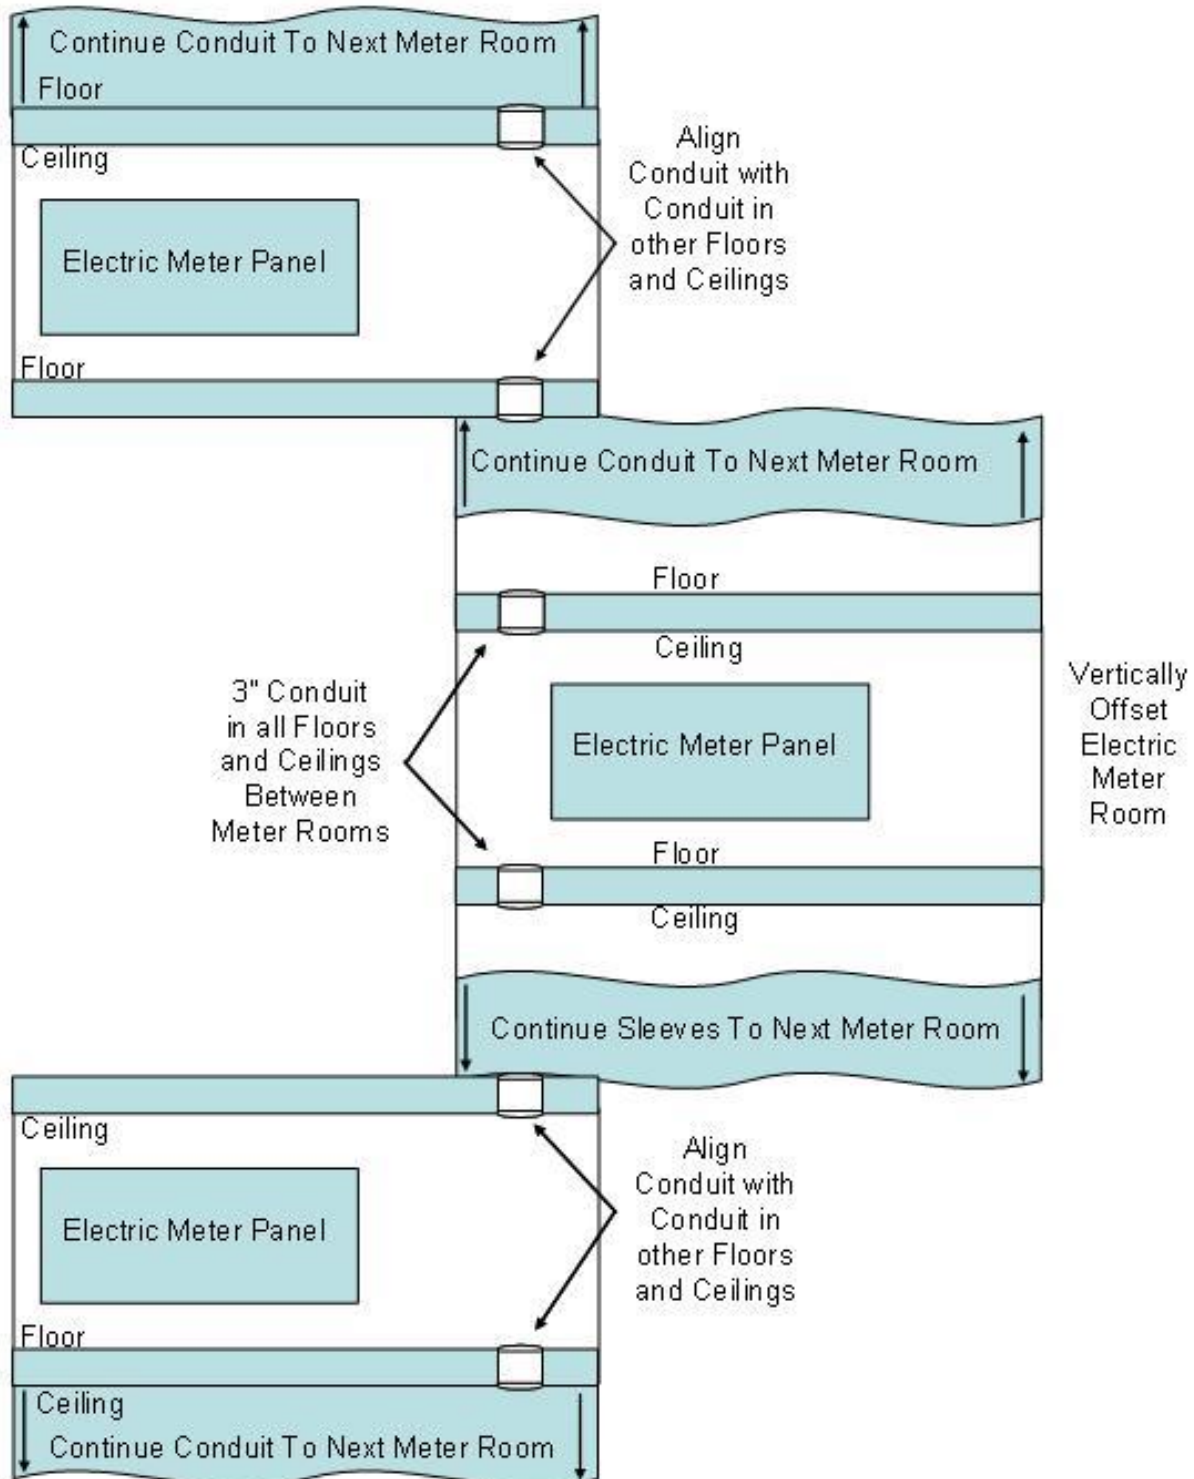 Continue Conduit To Next Meter Room
Floor
Ceiling
Electric Meter Panel
Floor
Align
Conduit with
Conduit in
other Floors
and Ceilings
Continue Conduit To Next Meter Room
Floor
Ceiling
3" Conduit
in all Floors
and Ceilings
Between
Meter Rooms
Electric Meter Panel
Vertically
Offset
Electric
Meter
Room
Floor
Ceiling
Continue Sleeves To Next Meter Room
Ceiling
Electric Meter Panel
Floor
Align
Conduit with
Conduit in
other Floors
and Ceilings
Ceiling
Continue Conduit To Next Meter Room